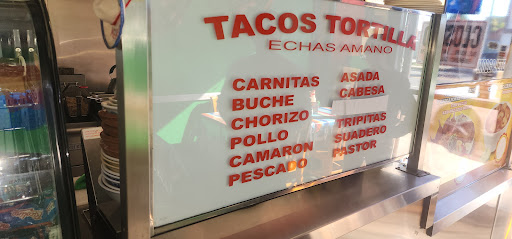 TACOS TORTILLA
ECHAS AMANO
CARNITAS
BUCHE
CHORIZO
POLLO
CAMARON
PESCADO
ASADA
CABESA
TRIPITAS
SUADERO
PASTOR